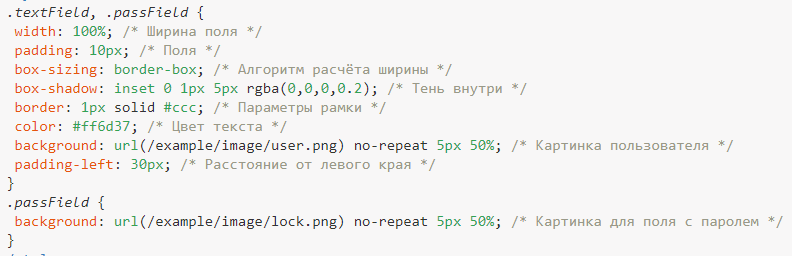 .textField, .passField {
width: 100%; /* Ширина поля */
padding: 10px; /* Поля */
box-sizing: border-box; /* Алгоритм расчёта ширины */
box-shadow: inset 0 1px 5px rgba(0,0,0,0.2); /* Тень внутри */
border: 1px solid #ccc; /* Параметры рамки */
color: #ff6d37; /* Цвет текста */
background: url(/example/image/user.png) no-repeat 5px 50%; /* Картинка пользователя */
padding-left: 30px; /* Расстояние от левого края */
}
.passField {
background: url(/example/image/lock.png) no-repeat 5px 50%; /* Картинка для поля с паролем */
}